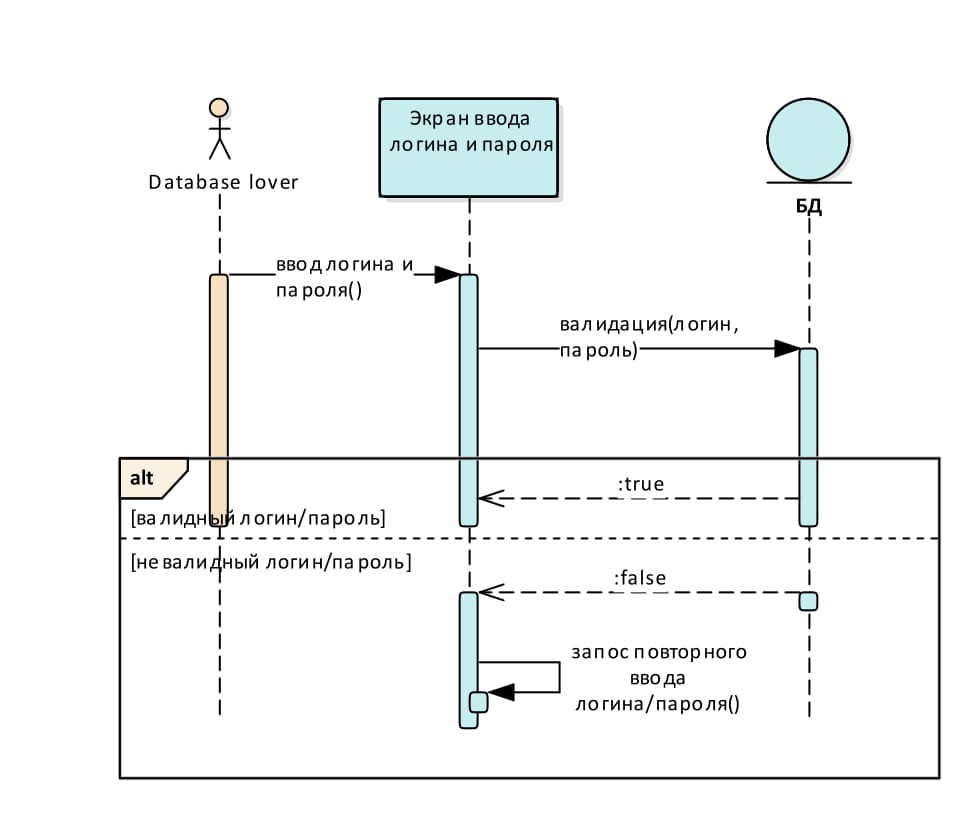 Экран ввода
логина и пароля
Database lover
БД
ввод логина и
пароля()
валидация(логин,
пароль)
alt
:true
[валидный логин/пароль]
[не валидный логин/пароль]
:false
запос повторного
ввода
логина/пароля()